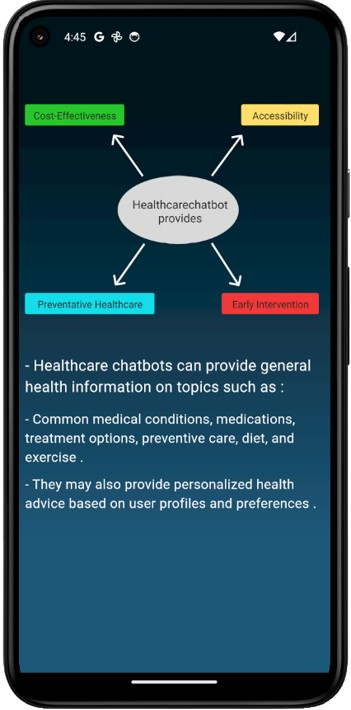 4:45
Cost-Effectiveness
Accessibility
Healthcarechatbot
provides
Preventative Healthcare
Early Intervention
- Healthcare chatbots can provide general
health information on topics such as :
- Common medical conditions, medications,
treatment options, preventive care, diet, and
exercise .
- They may also provide personalized health
advice based on user profiles and preferences .